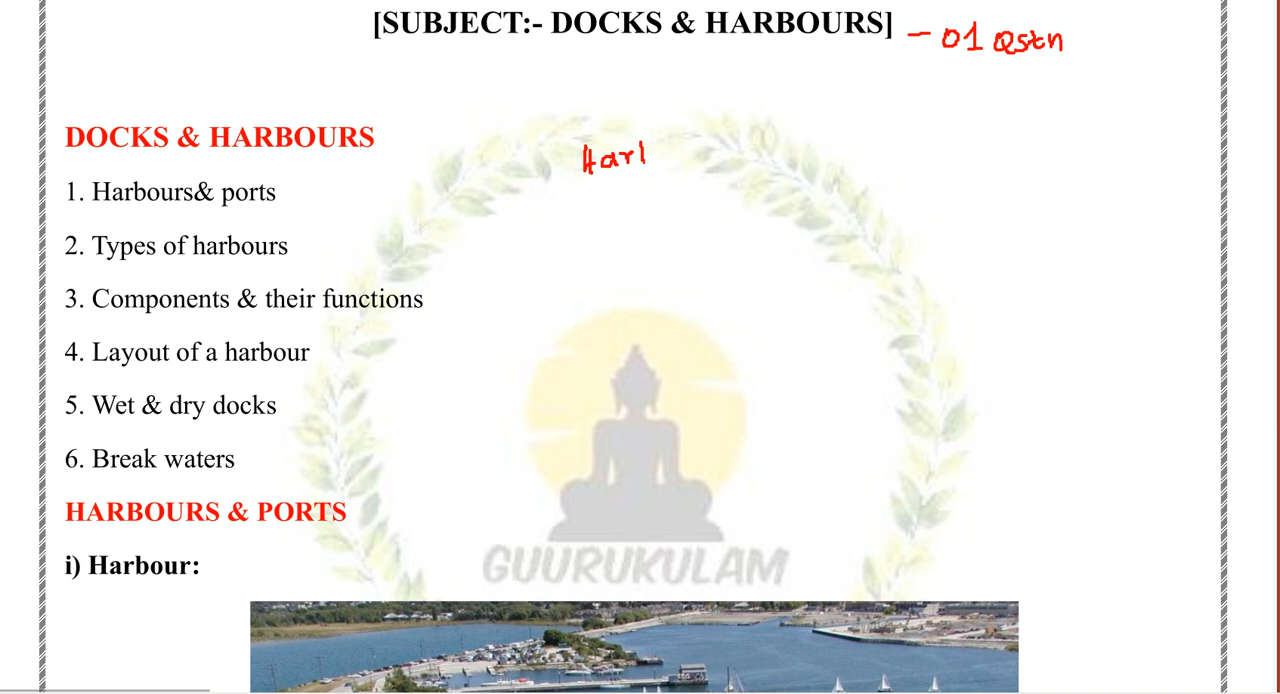 [SUBJECT:- DOCKS & HARBOURS] - 01 Qstn
DOCKS & HARBOURS
Harl
1. Harbours& ports
2. Types of harbours
3. Components & their functions
4. Layout of a harbour
5. Wet & dry docks
6. Break waters
HARBOURS & PORTS
i) Harbour:
GUURUKULAM